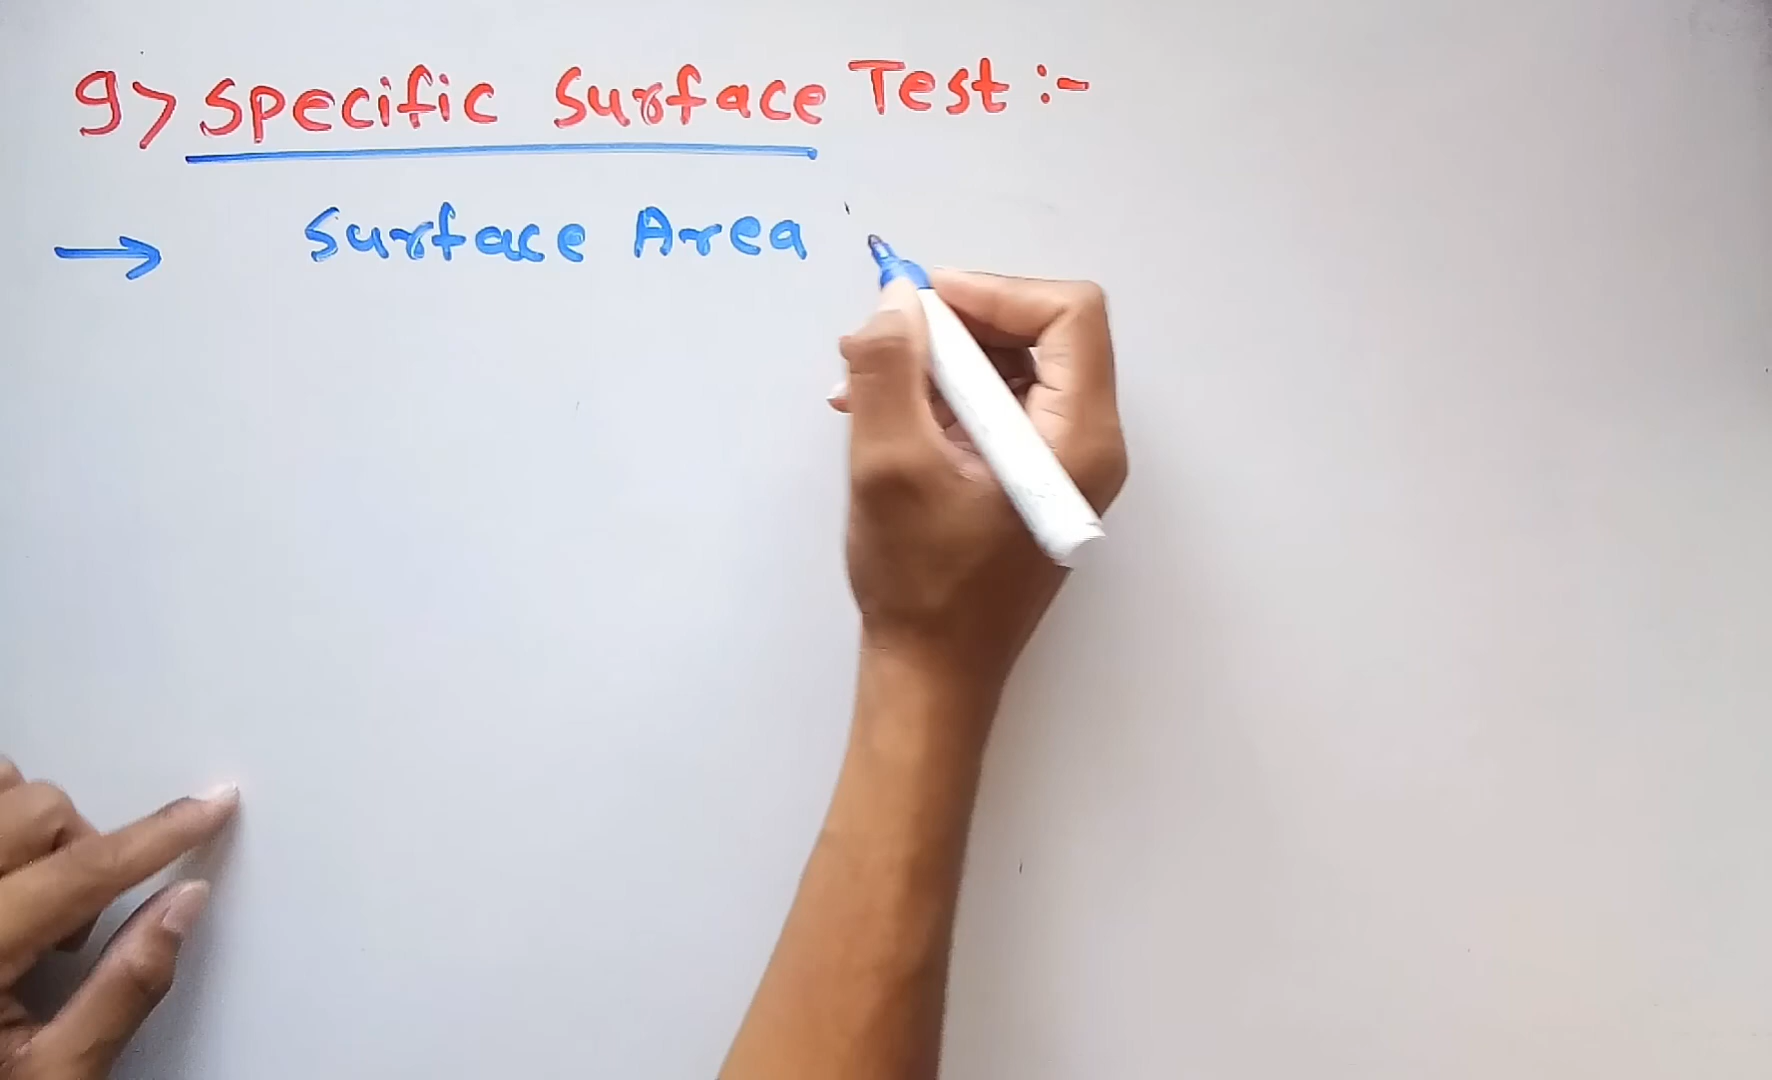 9> Specific Surface Test :-
→ Surface Area